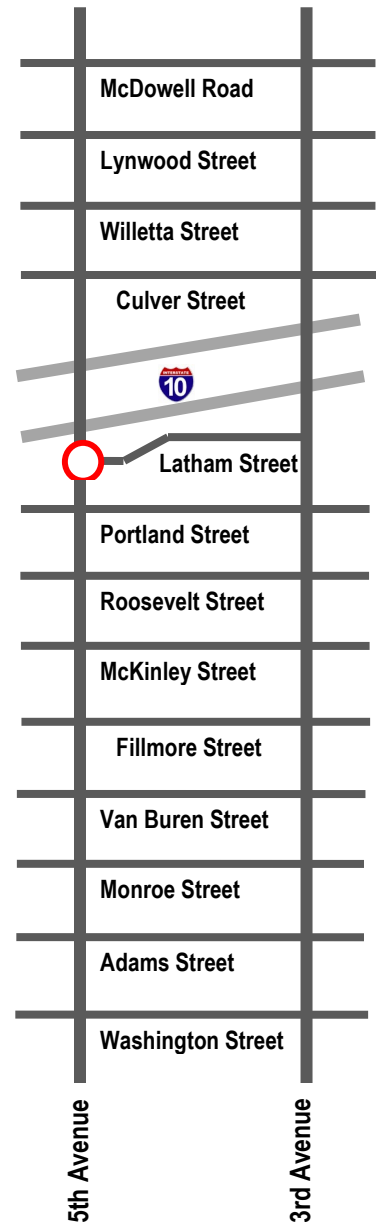 McDowell Road
Lynwood Street
Willetta Street
Culver Street
INTERSTATE
10
Latham Street
Portland Street
Roosevelt Street
McKinley Street
Fillmore Street
Van Buren Street
Monroe Street
Adams Street
Washington Street
5th Avenue
3rd Avenue